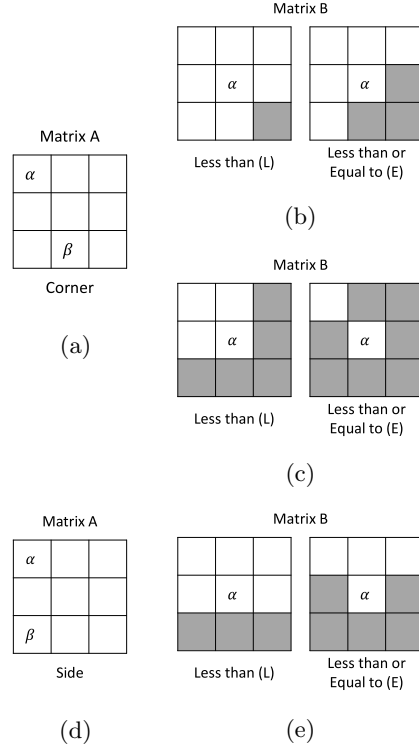 Matrix B
α
α
Less than (L)
Less than or
Equal to (E)
(b)
Matrix A
α
β
Corner
(a)
Matrix B
α
α
Less than (L)
Less than or
Equal to (E)
(c)
Matrix A
α
β
Side
(d)
Matrix B
α
α
Less than (L)
Less than or
Equal to (E)
(e)